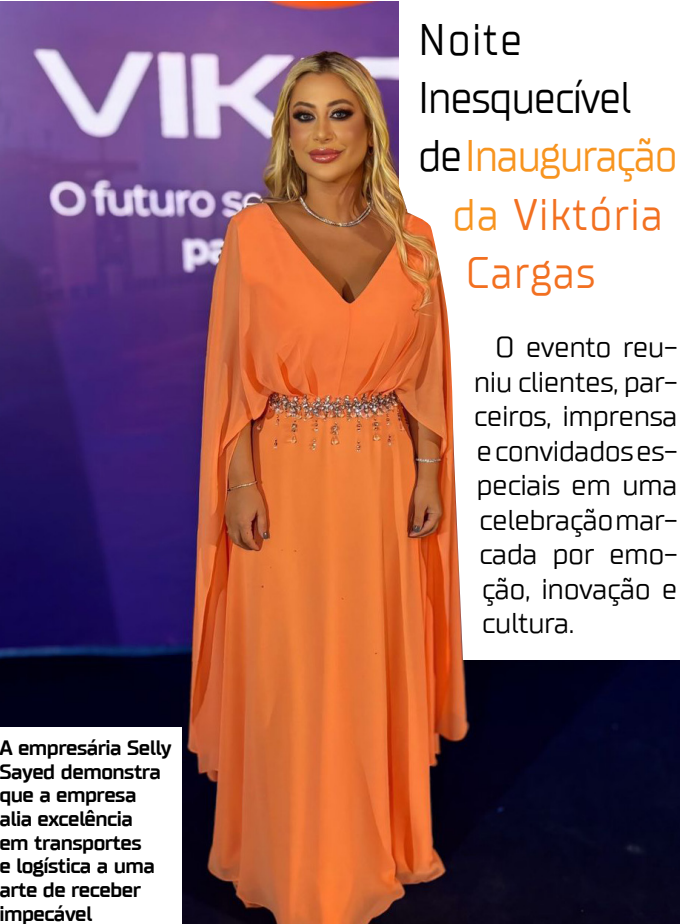 VIK
O futuro se
pa
Noite
Inesquecível
de Inauguração
da Viktória
Cargas
O evento reu-
niu clientes, par-
ceiros, imprensa
e convidados es-
peciais em uma
celebração mar-
cada por emo-
ção, inovação e
cultura.
A empresária Selly
Sayed demonstra
que a empresa
alia excelência
em transportes
e logística a uma
arte de receber
impecável